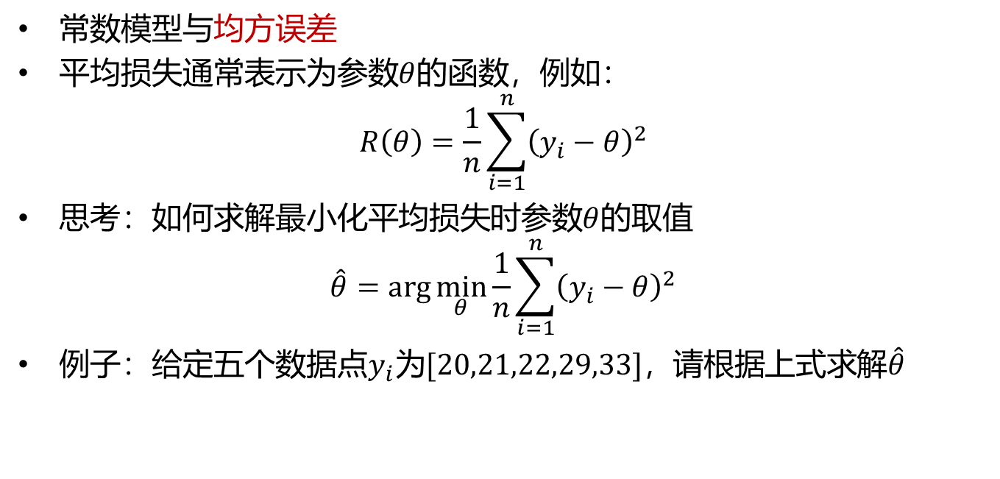 • 常数模型与均方误差
• 平均损失通常表示为参数𝜃的函数，例如：
$R(\theta) = \frac{1}{n}\sum_{i=1}^{n}(y_i - \theta)^2$
• 思考：如何求解最小化平均损失时参数𝜃的取值
$\hat{\theta} = \arg\min_{\theta}\frac{1}{n}\sum_{i=1}^{n}(y_i - \theta)^2$
• 例子：给定五个数据点$y_i$为[20,21,22,29,33]，请根据上式求解$\hat{\theta}$